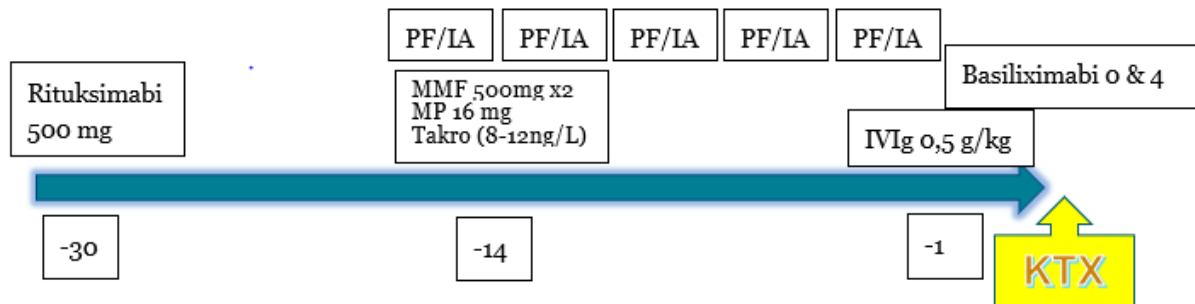 PF/IA PF/IA PF/IA PF/IA PF/IA
Rituksimabi
500 mg
MMF 500mg x2
MP 16 mg
Takro (8-12ng/L)
Basiliximabi 0 & 4
IVIg 0,5 g/kg
-30
-14
-1
KTX